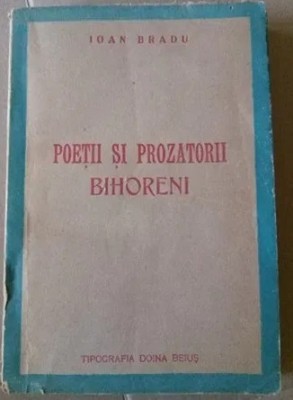 IOAN BRADU
POEȚII ȘI PROZATORII
BIHORENI
TIPOGRAFIA DOINA BEIUȘ